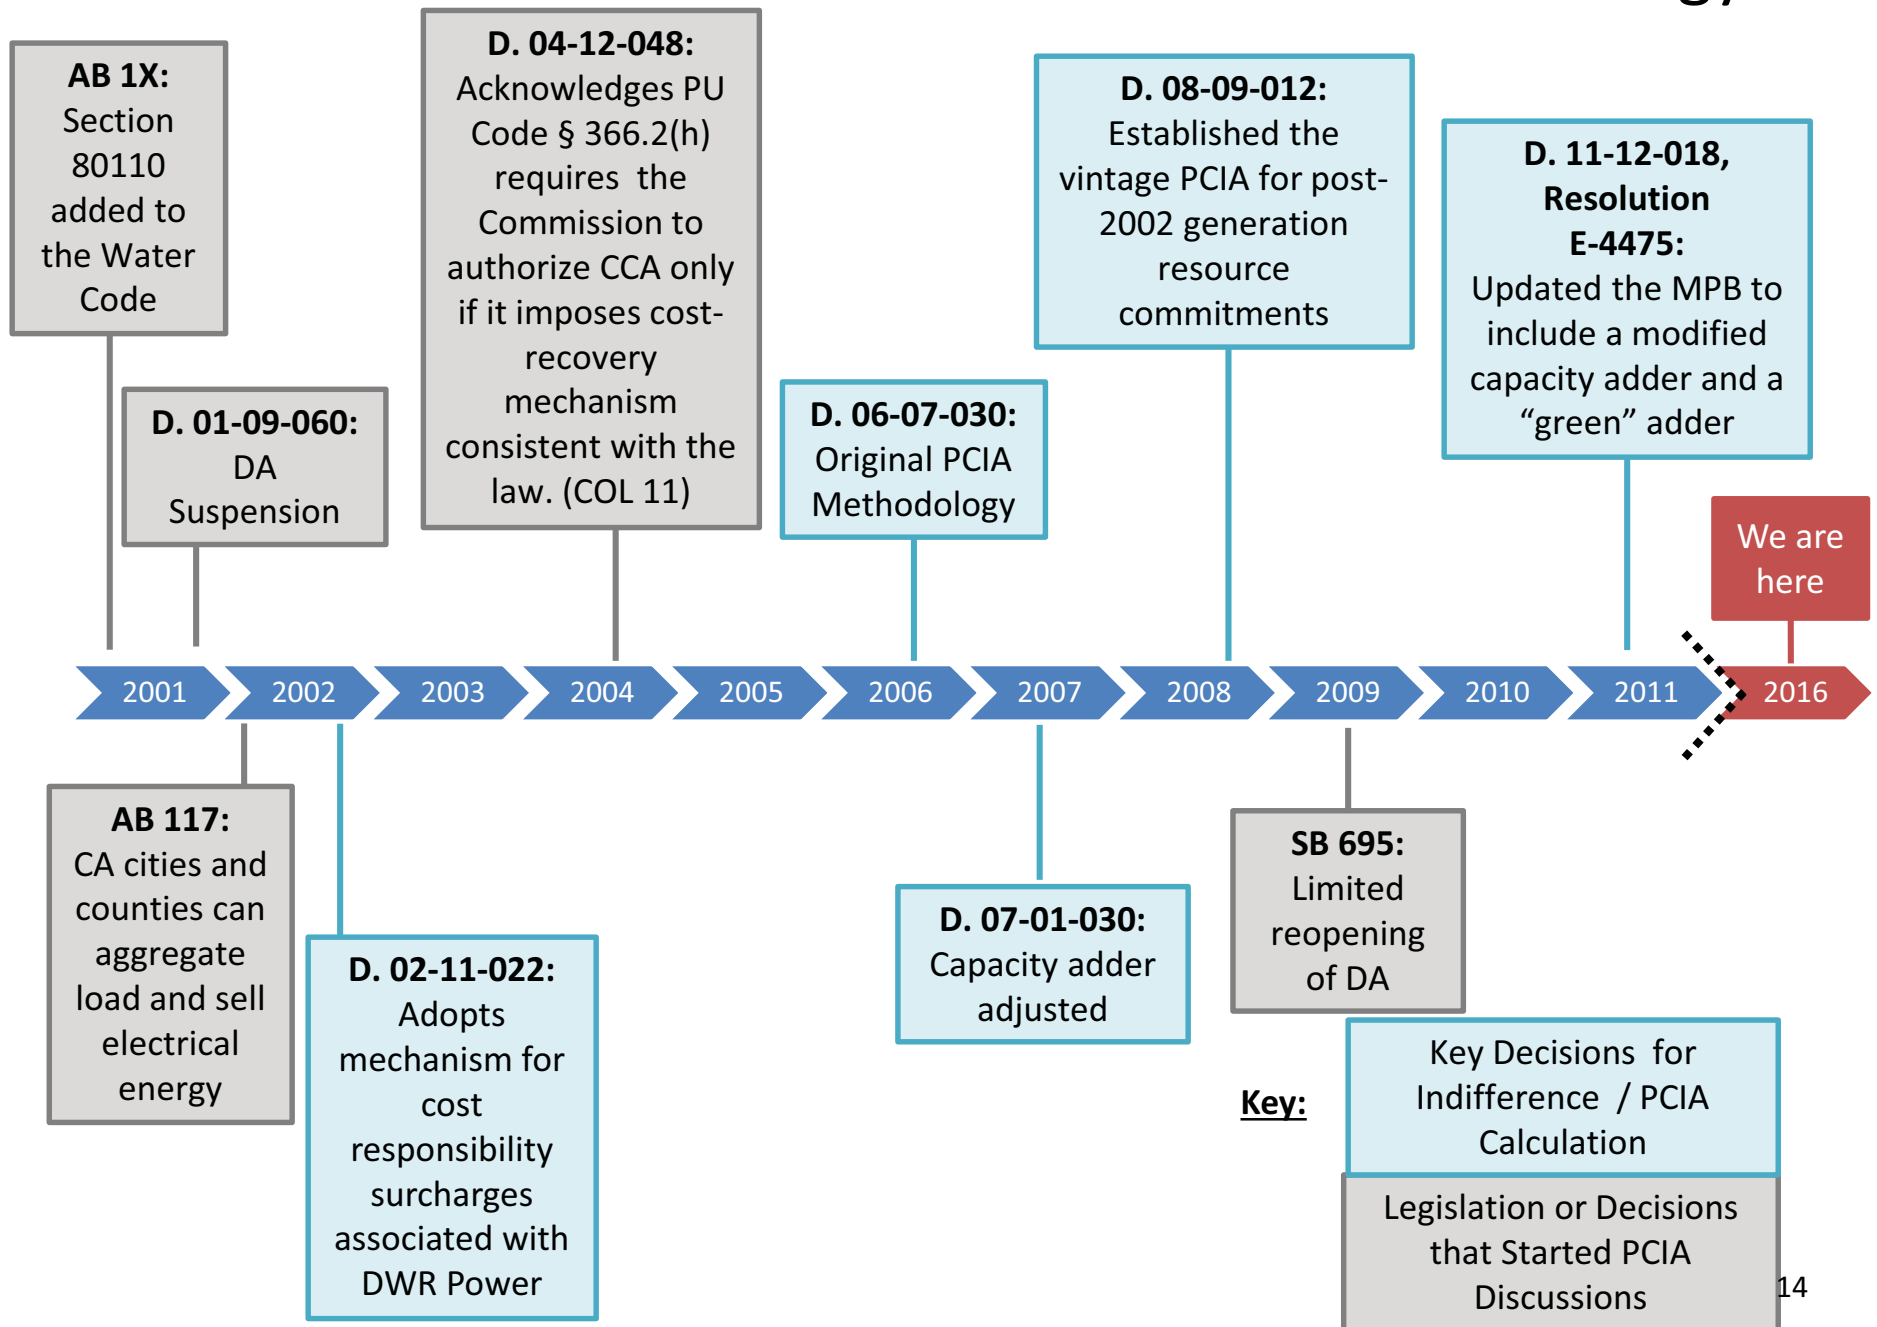 AB 1X:
Section
80110
added to
the Water
Code
D. 01-09-060:
DA
Suspension
D. 04-12-048:
Acknowledges PU
Code § 366.2(h)
requires the
Commission to
authorize CCA only
if it imposes cost-
recovery
mechanism
consistent with the
law. (COL 11)
D. 06-07-030:
Original PCIA
Methodology
D. 08-09-012:
Established the
vintage PCIA for post-
2002 generation
resource
commitments
D. 11-12-018,
Resolution
E-4475:
Updated the MPB to
include a modified
capacity adder and a
“green” adder
We are
here
2001
2002
2003
2004
2005
2006
2007
2008
2009
2010
2011
2016
AB 117:
CA cities and
counties can
aggregate
load and sell
electrical
energy
D. 02-11-022:
Adopts
mechanism for
cost
responsibility
surcharges
associated with
DWR Power
D. 07-01-030:
Capacity adder
adjusted
SB 695:
Limited
reopening
of DA
Key:
Key Decisions for
Indifference / PCIA
Calculation
Legislation or Decisions
that Started PCIA
Discussions
14